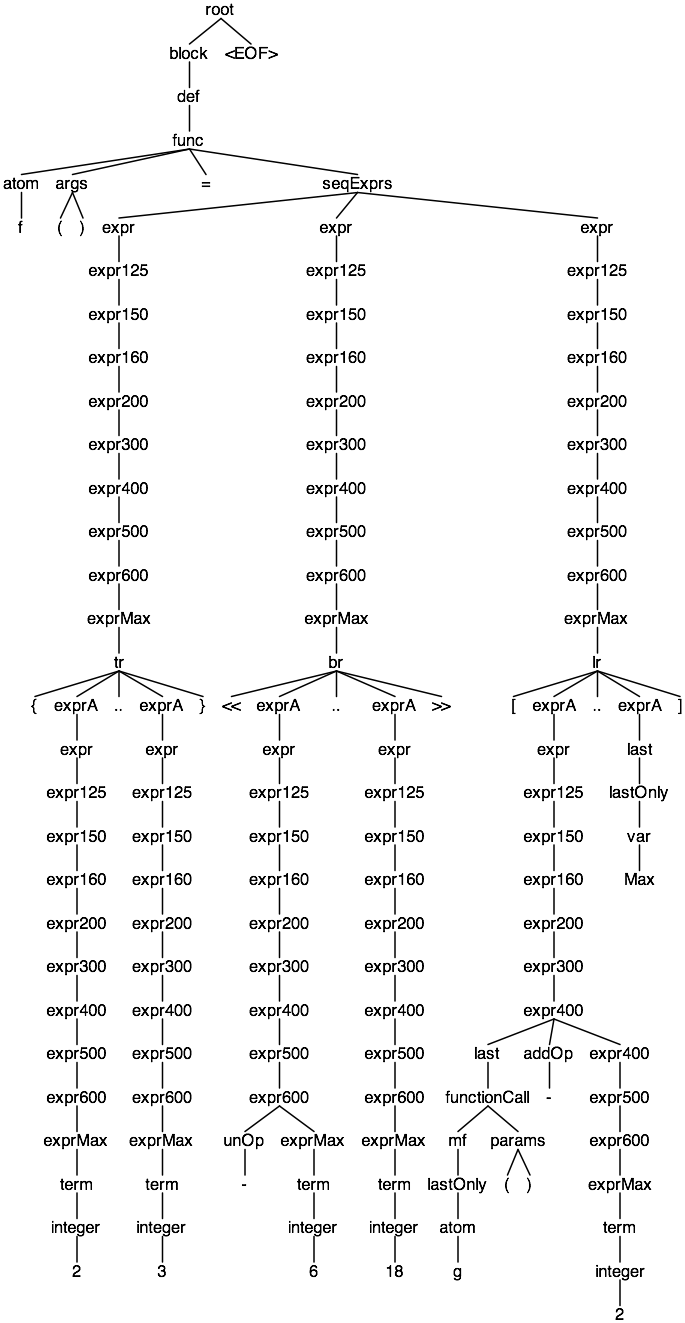 root
block <EOF>
def
func
atom args = seqExprs
f ( ) expr expr expr
expr125 expr125 expr125
expr150 expr150 expr150
expr160 expr160 expr160
expr200 expr200 expr200
expr300 expr300 expr300
expr400 expr400 expr400
expr500 expr500 expr500
expr600 expr600 expr600
exprMax exprMax exprMax
tr br lr
{ exprA .. exprA } << exprA .. exprA >> [ exprA .. exprA ]
expr expr expr expr expr last
expr125 expr125 expr125 expr125 expr125 lastOnly
expr150 expr150 expr150 expr150 expr150 var
expr160 expr160 expr160 expr160 expr160 Max
expr200 expr200 expr200 expr200 expr200
expr300 expr300 expr300 expr300 expr300
expr400 expr400 expr400 expr400 expr400
expr500 expr500 expr500 expr500 last addOp expr400
expr600 expr600 expr600 expr600 functionCall - expr500
exprMax exprMax unOp exprMax exprMax mf params expr600
term term - term term lastOnly ( ) exprMax
integer integer integer integer atom term
2 3 6 18 g integer
2